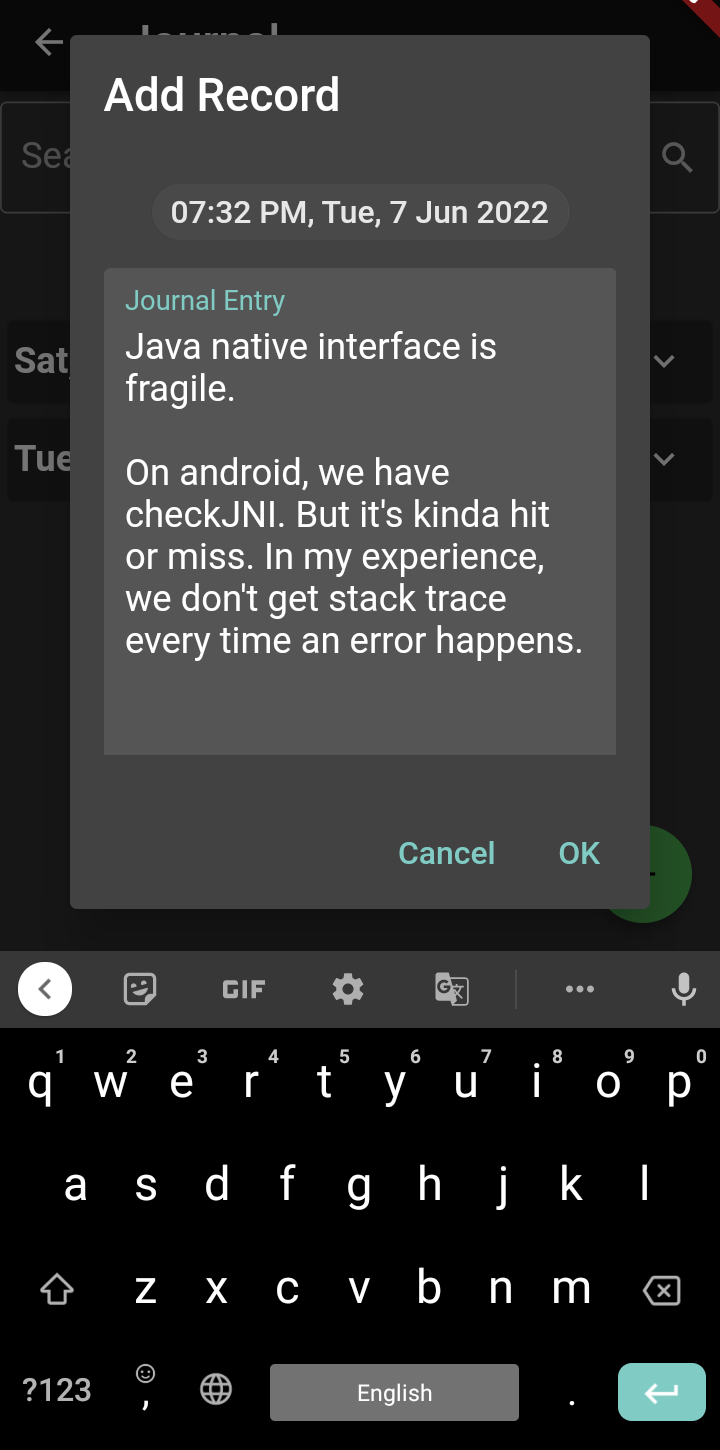 Journal
Add Record
Sea
07:32 PM, Tue, 7 Jun 2022
Journal Entry
Java native interface is
fragile.
On android, we have
checkJNI. But it's kinda hit
or miss. In my experience,
we don't get stack trace
every time an error happens.
Sat,
Tue
Cancel OK
GIF G
1 2 3 4 5 6 7 8 9 0
q w e r t y u i o p
a s d f g h j k l
z x c v b n m
?123 , English .